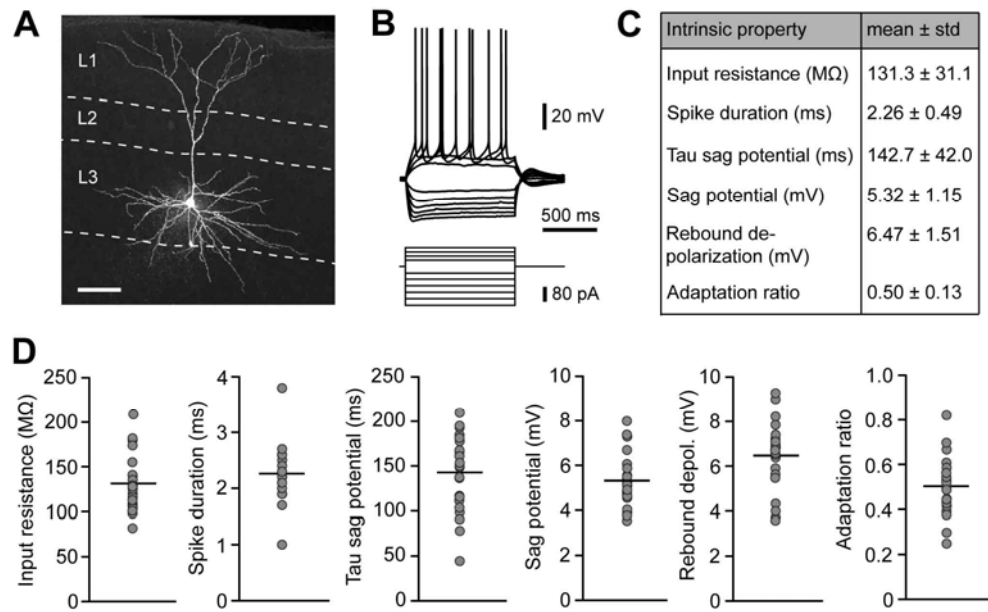 A
L1
L2
L3
B
20 mV
500 ms
80 pA
C
Intrinsic property mean ± std
Input resistance (MΩ) 131.3 ± 31.1
Spike duration (ms) 2.26 ± 0.49
Tau sag potential (ms) 142.7 ± 42.0
Sag potential (mV) 5.32 ± 1.15
Rebound de- 6.47 ± 1.51
polarization (mV)
Adaptation ratio 0.50 ± 0.13
D
Input resistance (MΩ)
250
200
150
100
50
0
Spike duration (ms)
4
3
2
1
0
Tau sag potential (ms)
250
200
150
100
50
0
Sag potential (mV)
10
8
6
4
2
0
Rebound depol. (mV)
10
8
6
4
2
0
Adaptation ratio
1.0
0.8
0.6
0.4
0.2
0